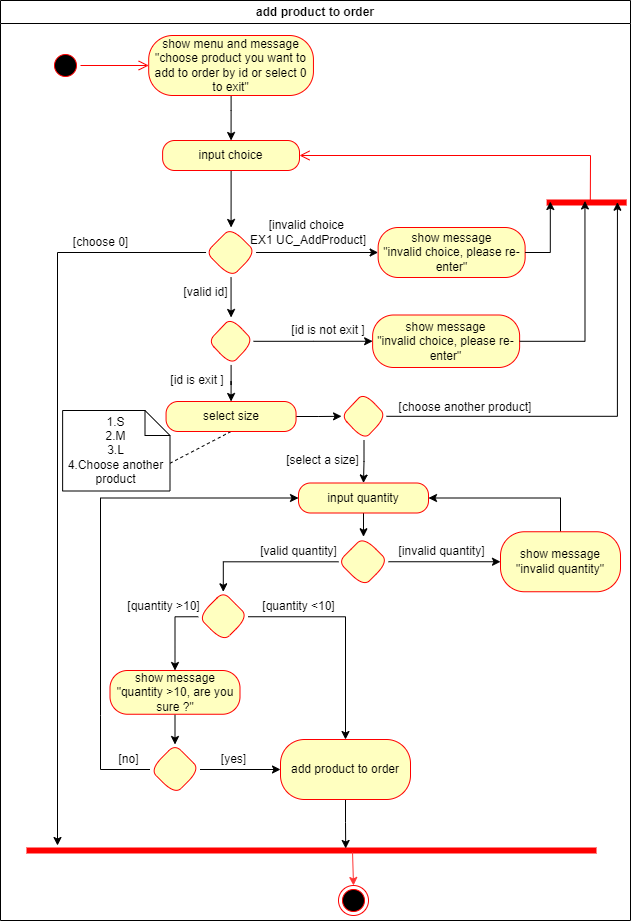 add product to order
show menu and message
"choose product you want to
add to order by id or select 0
to exit"
input choice
[invalid choice
EX1 UC_AddProduct]
[choose 0]
show message
"invalid choice, please re-
enter"
[valid id]
[id is not exit ]
show message
"invalid choice, please re-
enter"
[id is exit ]
select size
[choose another product]
1.S
2.M
3.L
4.Choose another
product
[select a size]
input quantity
[valid quantity]
[invalid quantity]
show message
"invalid quantity"
[quantity >10]
[quantity <10]
show message
"quantity >10, are you
sure ?"
[no]
[yes]
add product to order